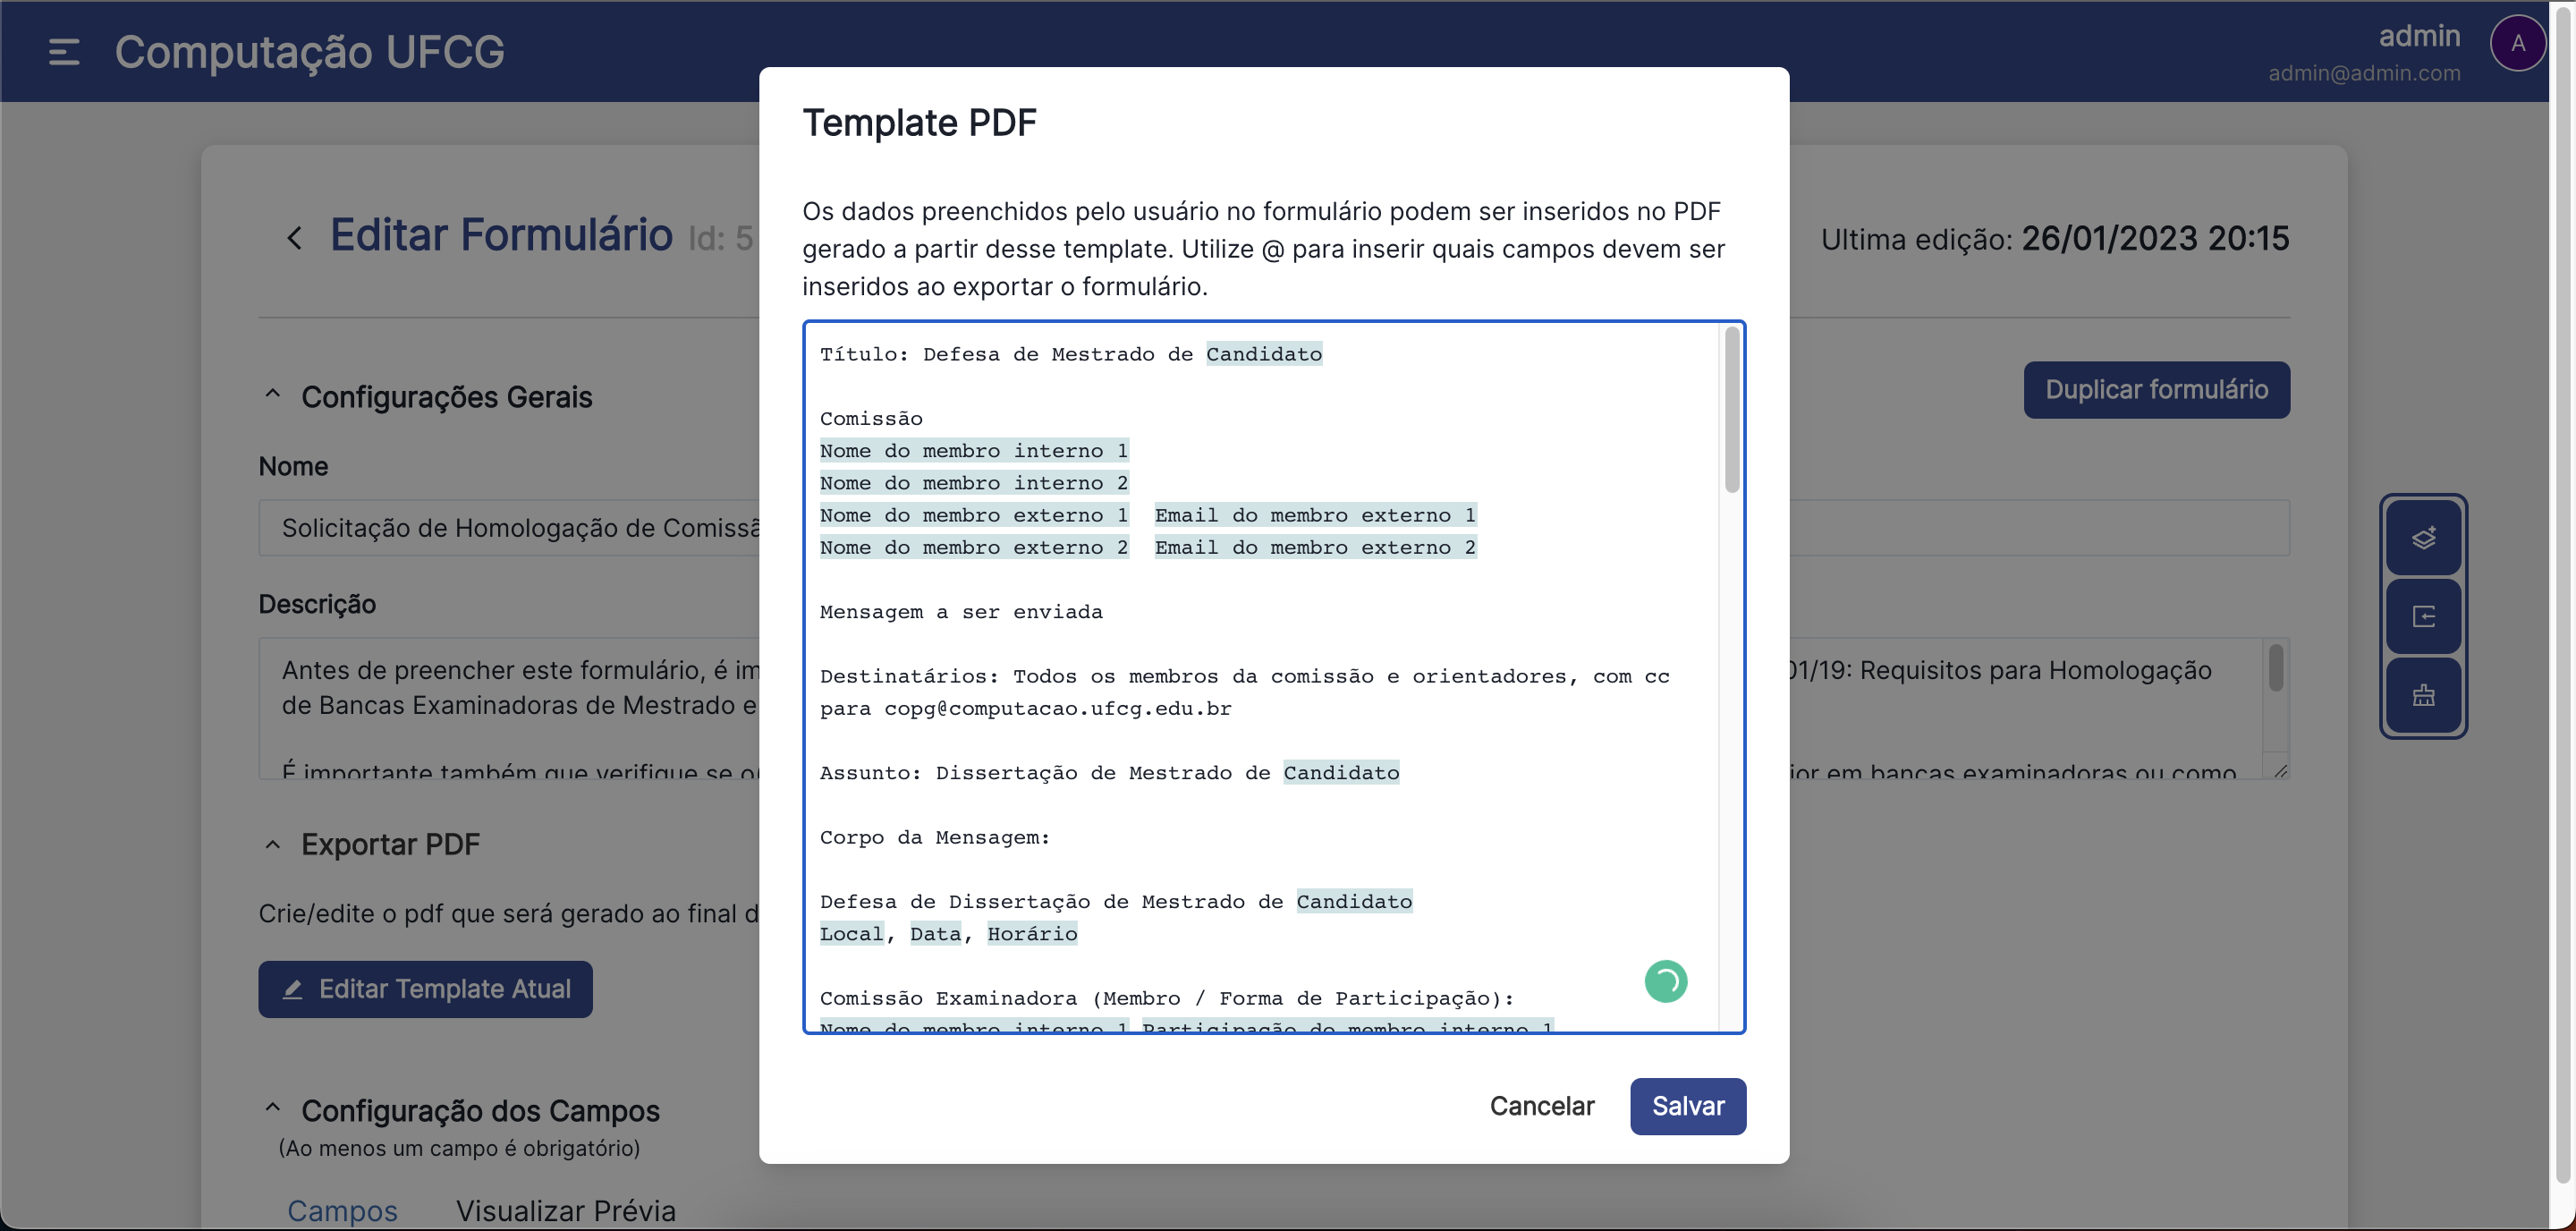 Computação UFCG
admin
admin@admin.com
A
Editar Formulário Id: 5
Ultima edição: 26/01/2023 20:15
Configurações Gerais
Duplicar formulário
Nome
Solicitação de Homologação de Comissã
Descrição
Antes de preencher este formulário, é im
01/19: Requisitos para Homologação
de Bancas Examinadoras de Mestrado e
É importante também que verifique se o
ior em bancas examinadoras ou como
Exportar PDF
Crie/edite o pdf que será gerado ao final d
Editar Template Atual
Configuração dos Campos
(Ao menos um campo é obrigatório)
Campos
Visualizar Prévia
Template PDF
Os dados preenchidos pelo usuário no formulário podem ser inseridos no PDF
gerado a partir desse template. Utilize @ para inserir quais campos devem ser
inseridos ao exportar o formulário.
Título: Defesa de Mestrado de Candidato
Comissão
Nome do membro interno 1
Nome do membro interno 2
Nome do membro externo 1 Email do membro externo 1
Nome do membro externo 2 Email do membro externo 2
Mensagem a ser enviada
Destinatários: Todos os membros da comissão e orientadores, com cc
para copg@computacao.ufcg.edu.br
Assunto: Dissertação de Mestrado de Candidato
Corpo da Mensagem:
Defesa de Dissertação de Mestrado de Candidato
Local, Data, Horário
Comissão Examinadora (Membro / Forma de Participação):
Nome do membro interno 1 Participação do membro interno 1
Cancelar
Salvar